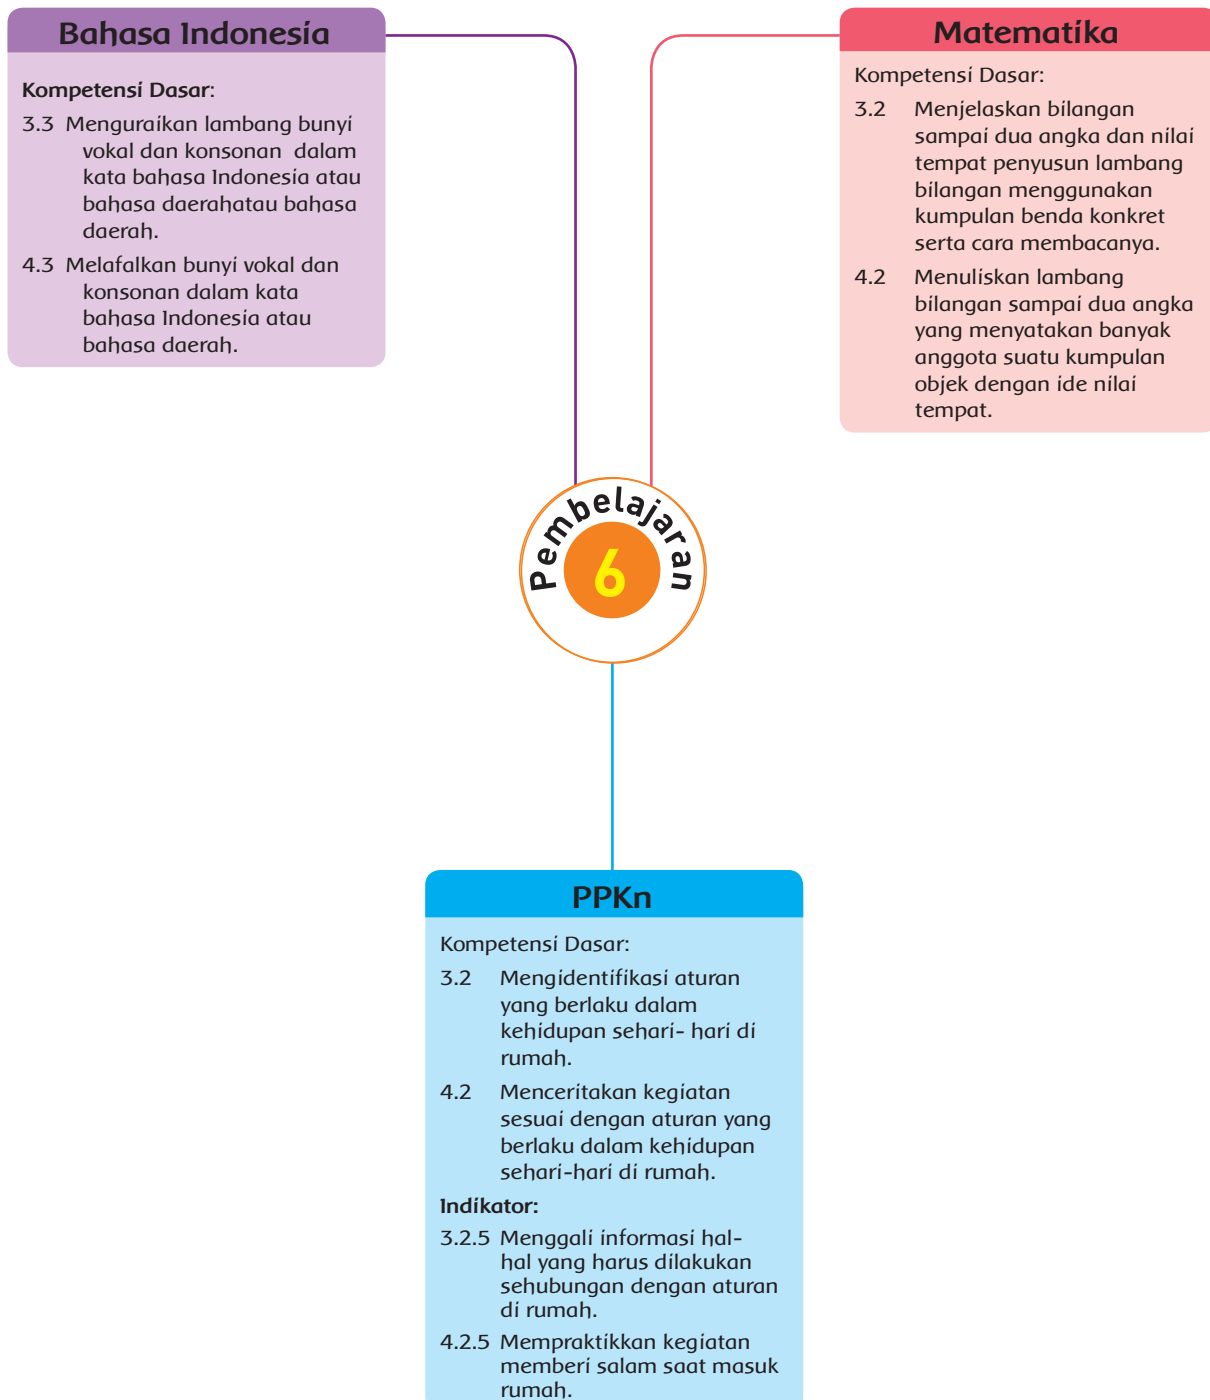 Bahasa Indonesia
Kompetensi Dasar:
3.3 Menguraikan lambang bunyi
vokal dan konsonan dalam
kata bahasa Indonesia atau
bahasa daerahatau bahasa
daerah.
4.3 Melafalkan bunyi vokal dan
konsonan dalam kata
bahasa Indonesia atau
bahasa daerah.
Matematika
Kompetensi Dasar:
3.2 Menjelaskan bilangan
sampai dua angka dan nilai
tempat penyusun lambang
bilangan menggunakan
kumpulan benda konkret
serta cara membacanya.
4.2 Menuliskan lambang
bilangan sampai dua angka
yang menyatakan banyak
anggota suatu kumpulan
objek dengan ide nilai
tempat.
Pembelajaran
6
PPKn
Kompetensi Dasar:
3.2 Mengidentifikasi aturan
yang berlaku dalam
kehidupan sehari- hari di
rumah.
4.2 Menceritakan kegiatan
sesuai dengan aturan yang
berlaku dalam kehidupan
sehari-hari di rumah.
Indikator:
3.2.5 Menggali informasi hal-
hal yang harus dilakukan
sehubungan dengan aturan
di rumah.
4.2.5 Mempraktikkan kegiatan
memberi salam saat masuk
rumah.